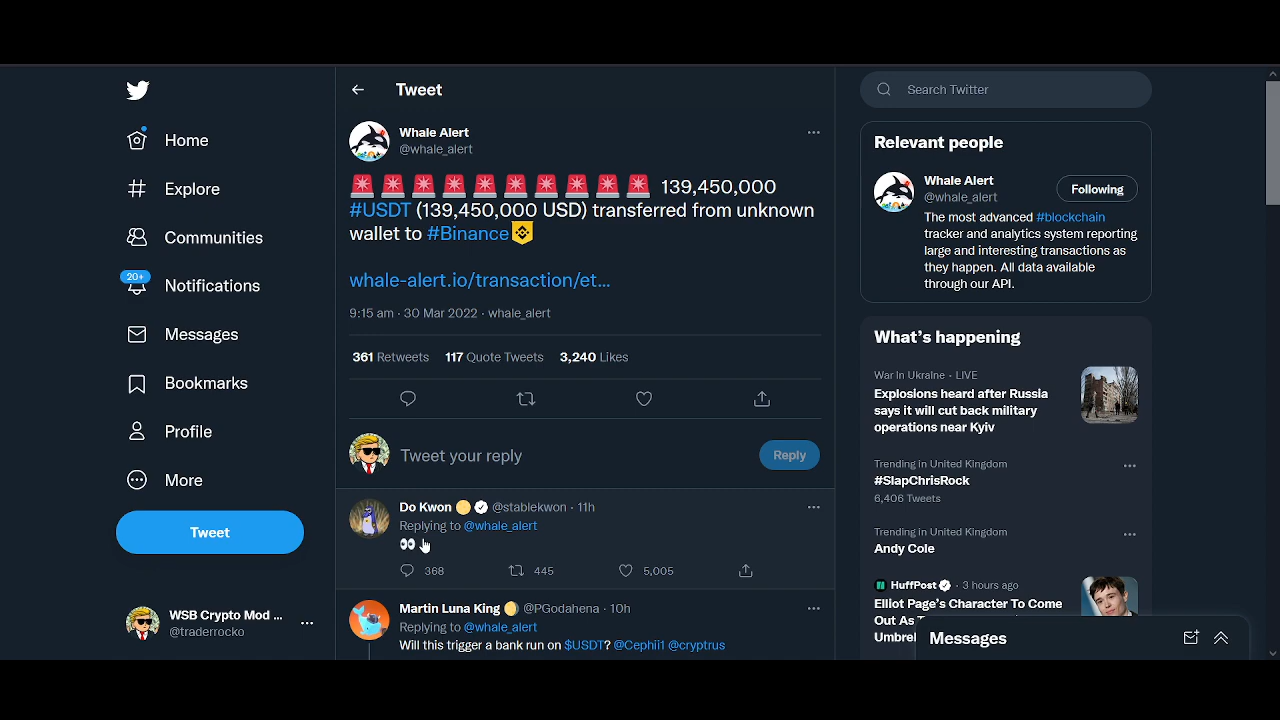 Home
Explore
Communities
20+
Notifications
Messages
Bookmarks
Profile
More
Tweet
WSB Crypto Mod ...
@traderrocko
Tweet
Whale Alert
@whale_alert
139,450,000
#USDT (139,450,000 USD) transferred from unknown
wallet to #Binance
whale-alert.io/transaction/et...
9:15 am · 30 Mar 2022 · whale_alert
361 Retweets 117 Quote Tweets 3,240 Likes
Tweet your reply
Reply
Do Kwon @stablekwon · 11h
Replying to @whale_alert
368 445 5,005
Martin Luna King @PGodahena · 10h
Replying to @whale_alert
Will this trigger a bank run on $USDT? @Cephii1 @cryptrus
Search Twitter
Relevant people
Whale Alert
@whale_alert
Following
The most advanced #blockchain
tracker and analytics system reporting
large and interesting transactions as
they happen. All data available
through our API.
What's happening
War In Ukraine · LIVE
Explosions heard after Russia
says it will cut back military
operations near Kyiv
Trending in United Kingdom
#SlapChrisRock
6,406 Tweets
Trending in United Kingdom
Andy Cole
HuffPost · 3 hours ago
Elliot Page's Character To Come
Out As T
Umbrel
Messages